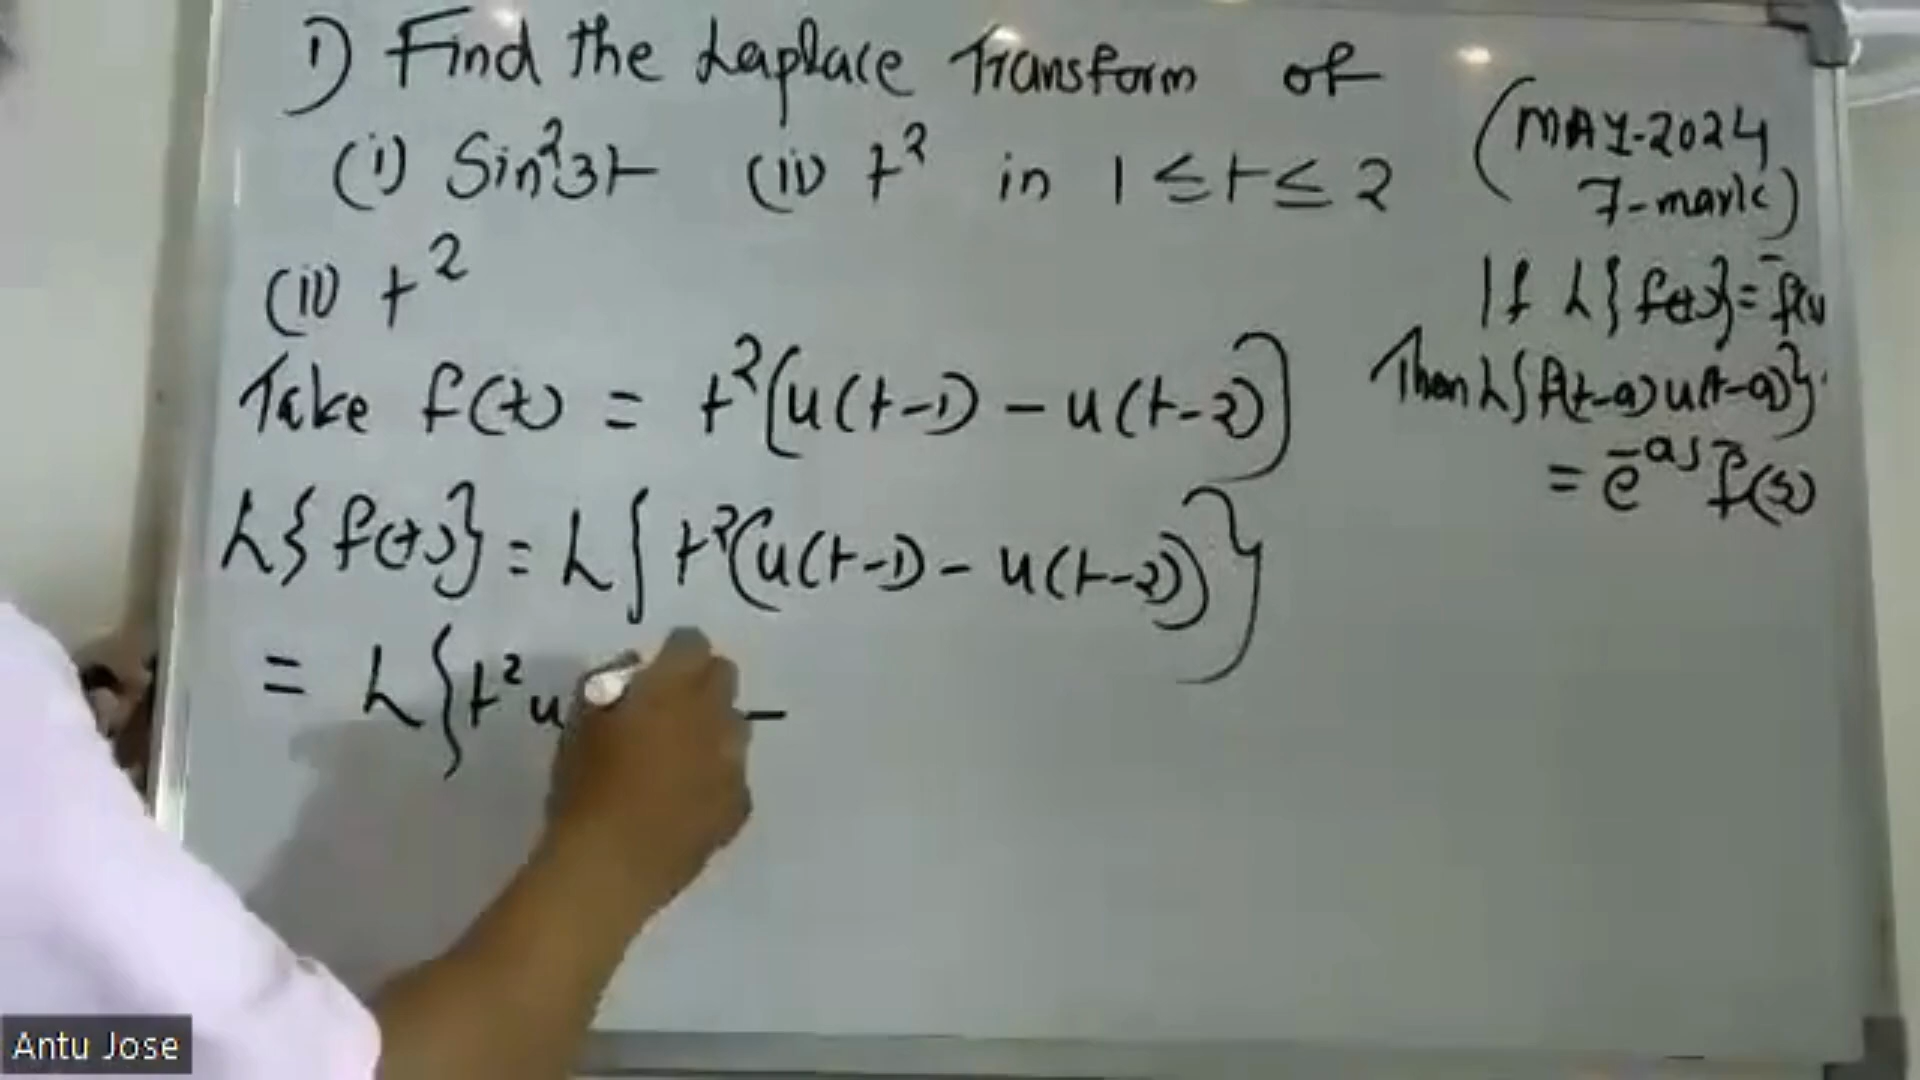 1) Find the Laplace Transform of
(i) Sin²3t (ii) t² in 1 ≤ t ≤ 2
(MAY-2024
7-mark)
(ii) t²
Take f(t) = t²(u(t-1) - u(t-2))
L{f(t)} = L{t²(u(t-1) - u(t-2))}
= L{t²u -
If L{f(t)} = f̄(s)
Then L{f(t-a)u(t-a)}
= e^-as f̄(s)
Antu Jose